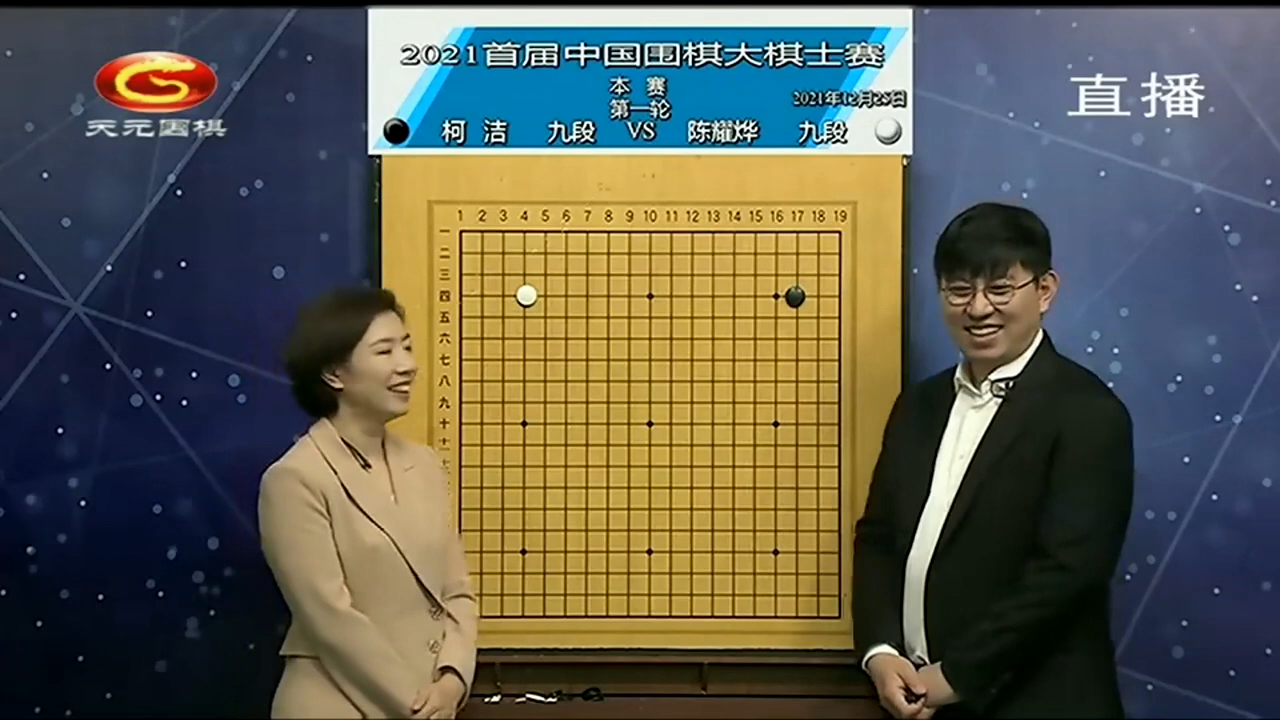 2021首届中国围棋大棋士赛
本 赛
第一轮
2021年12月25日
柯 洁 九段 VS 陈耀烨 九段
天元围棋
直播
1 2 3 4 5 6 7 8 9 10 11 12 13 14 15 16 17 18 19
一
二
三
四
五
六
七
八
九
十